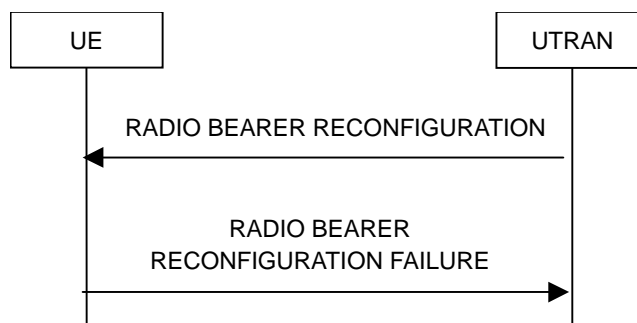 UE
UTRAN
RADIO BEARER RECONFIGURATION
RADIO BEARER
RECONFIGURATION FAILURE